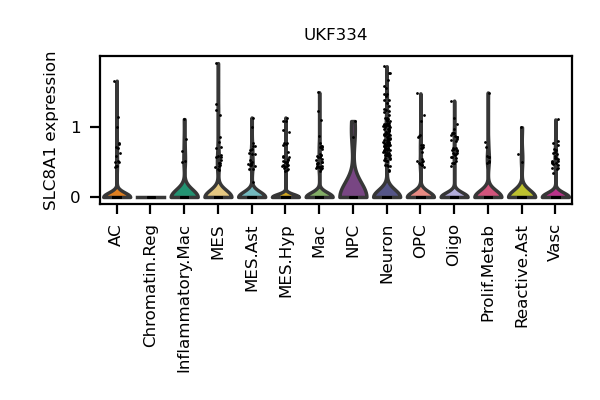 UKF334
SLC8A1 expression
1
0
AC
Chromatin.Reg
Inflammatory.Mac
MES
MES.Ast
MES.Hyp
Mac
NPC
Neuron
OPC
Oligo
Prolif.Metab
Reactive.Ast
Vasc